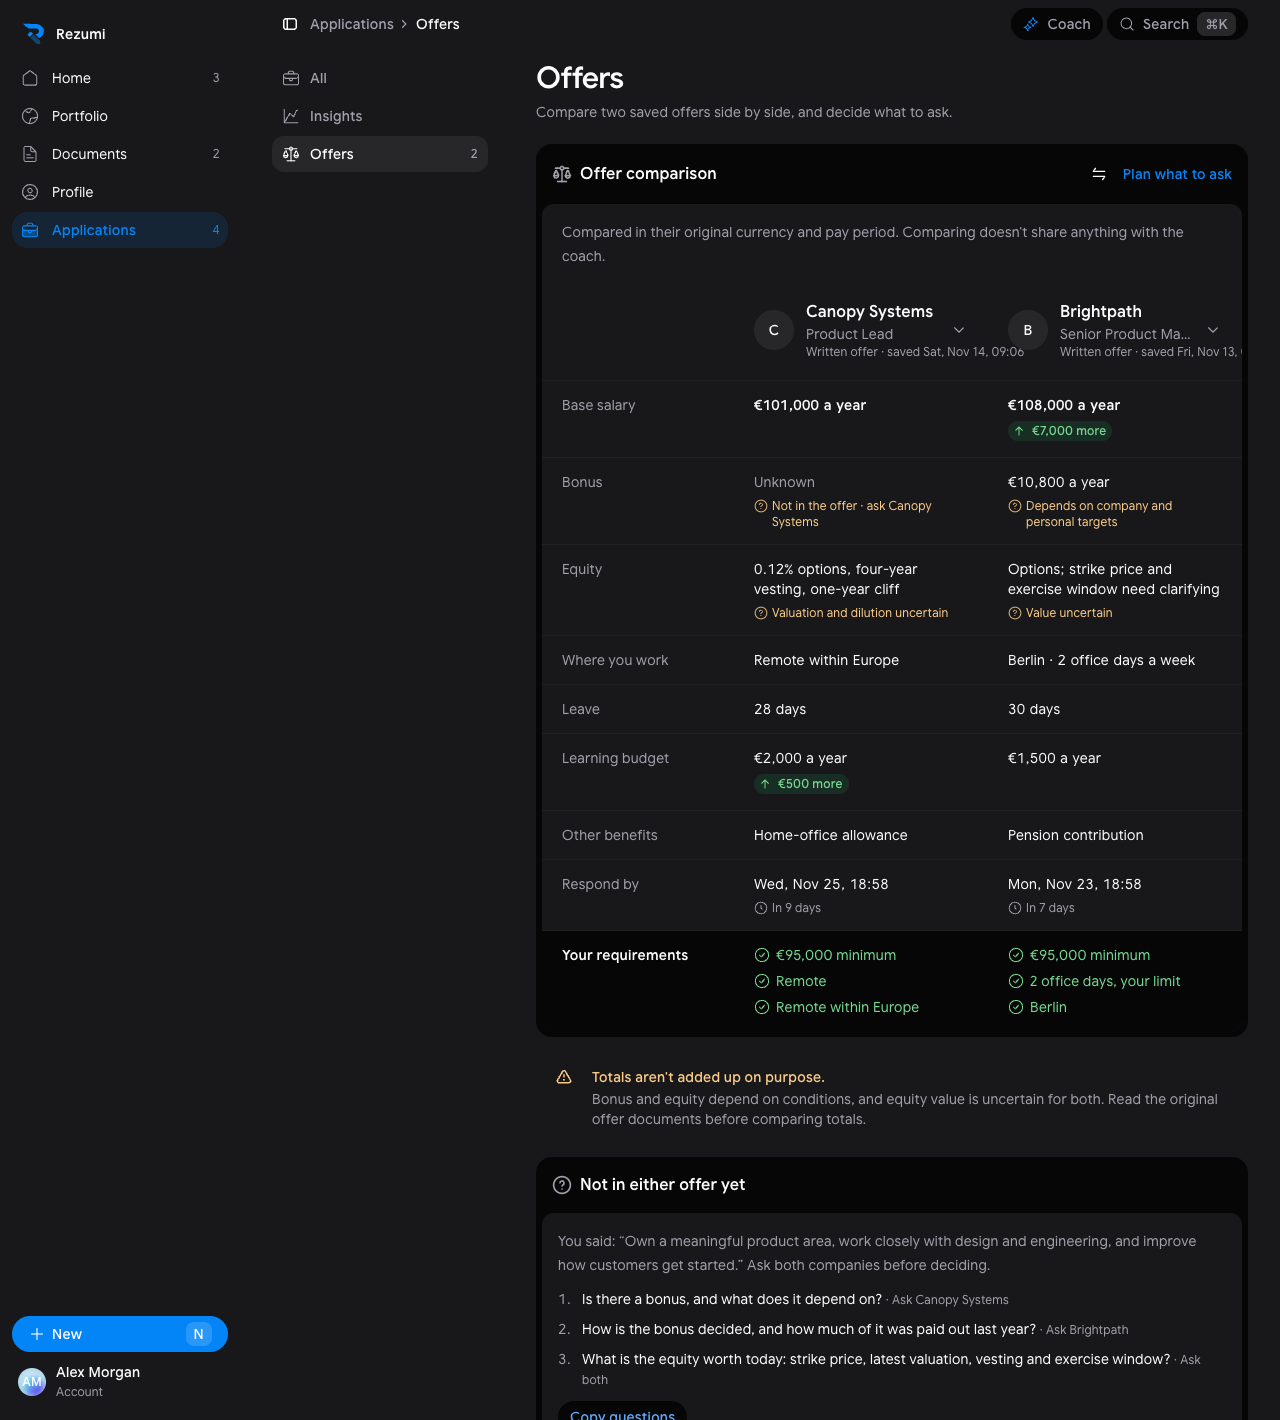 Rezumi
Home 3
Portfolio
Documents 2
Profile
Applications 4
New N
AM
Alex Morgan
Account
Applications > Offers
Coach
Search ⌘K
All
Insights
Offers 2
Offers
Compare two saved offers side by side, and decide what to ask.
Offer comparison
Plan what to ask
Compared in their original currency and pay period. Comparing doesn't share anything with the
coach.
C
Canopy Systems
Product Lead
Written offer · saved Sat, Nov 14, 09:06
B
Brightpath
Senior Product Ma...
Written offer · saved Fri, Nov 13,
Base salary
€101,000 a year
€108,000 a year
↑ €7,000 more
Bonus
Unknown
Not in the offer · ask Canopy
Systems
€10,800 a year
Depends on company and
personal targets
Equity
0.12% options, four-year
vesting, one-year cliff
Valuation and dilution uncertain
Options; strike price and
exercise window need clarifying
Value uncertain
Where you work
Remote within Europe
Berlin · 2 office days a week
Leave
28 days
30 days
Learning budget
€2,000 a year
↑ €500 more
€1,500 a year
Other benefits
Home-office allowance
Pension contribution
Respond by
Wed, Nov 25, 18:58
In 9 days
Mon, Nov 23, 18:58
In 7 days
Your requirements
€95,000 minimum
Remote
Remote within Europe
€95,000 minimum
2 office days, your limit
Berlin
Totals aren't added up on purpose.
Bonus and equity depend on conditions, and equity value is uncertain for both. Read the original
offer documents before comparing totals.
Not in either offer yet
You said: “Own a meaningful product area, work closely with design and engineering, and improve
how customers get started.” Ask both companies before deciding.
1. Is there a bonus, and what does it depend on? · Ask Canopy Systems
2. How is the bonus decided, and how much of it was paid out last year? · Ask Brightpath
3. What is the equity worth today: strike price, latest valuation, vesting and exercise window? · Ask
both
Copy questions